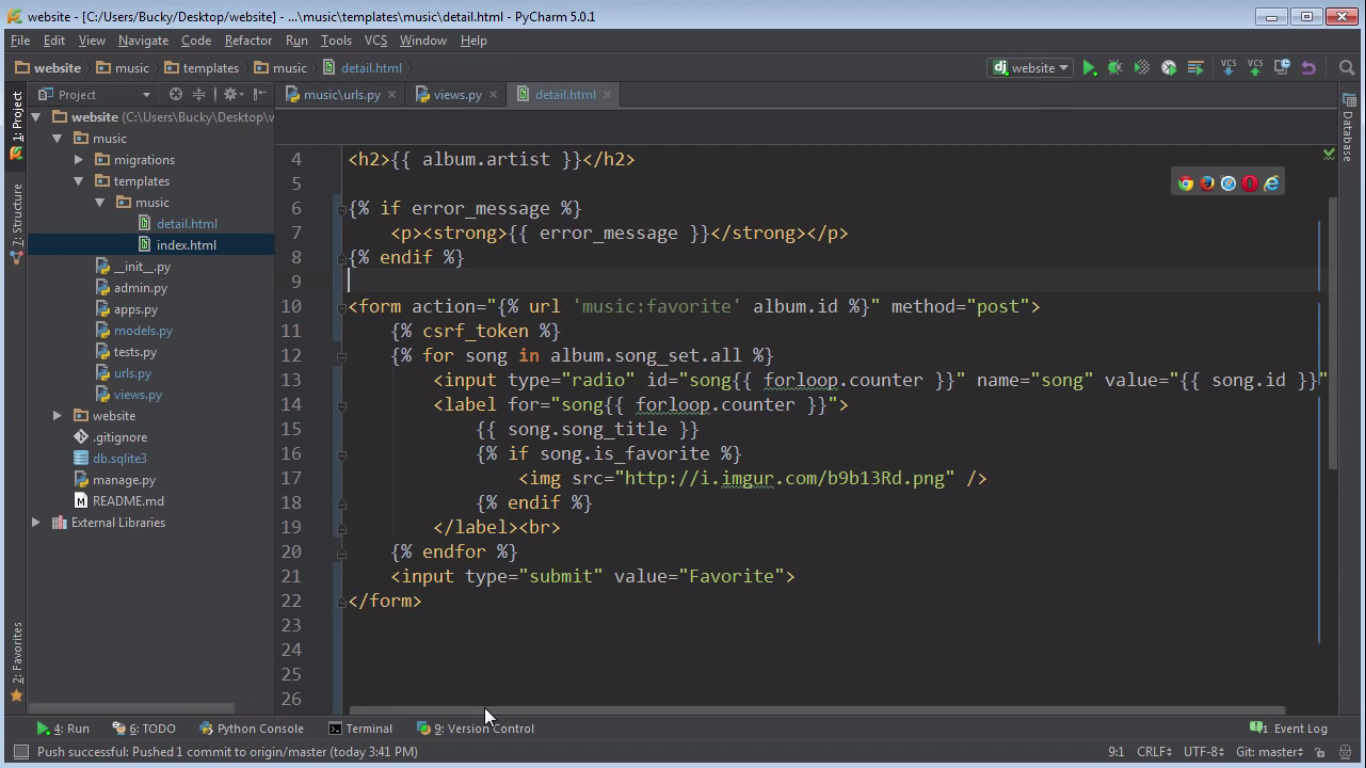 website - [C:/Users/Bucky/Desktop/website] - ...\music\templates\music\detail.html - PyCharm 5.0.1
File Edit View Navigate Code Refactor Run Tools VCS Window Help
website music templates music detail.html
dj website VCS VCS
Project music\urls.py views.py detail.html
1: Project
7: Structure
2: Favorites
Database
website (C:\Users\Bucky\Desktop\w
music
migrations
templates
music
detail.html
index.html
__init__.py
admin.py
apps.py
models.py
tests.py
urls.py
views.py
website
.gitignore
db.sqlite3
manage.py
README.md
External Libraries
4 <h2>{{ album.artist }}</h2>
5
6 {% if error_message %}
7 <p><strong>{{ error_message }}</strong></p>
8 {% endif %}
9
10 <form action="{% url 'music:favorite' album.id %}" method="post">
11 {% csrf_token %}
12 {% for song in album.song_set.all %}
13 <input type="radio" id="song{{ forloop.counter }}" name="song" value="{{ song.id }}"
14 <label for="song{{ forloop.counter }}">
15 {{ song.song_title }}
16 {% if song.is_favorite %}
17 <img src="http://i.imgur.com/b9b13Rd.png" />
18 {% endif %}
19 </label><br>
20 {% endfor %}
21 <input type="submit" value="Favorite">
22 </form>
23
24
25
26
4: Run 6: TODO Python Console Terminal 9: Version Control 1 Event Log
Push successful: Pushed 1 commit to origin/master (today 3:41 PM) 9:1 CRLF UTF-8 Git: master